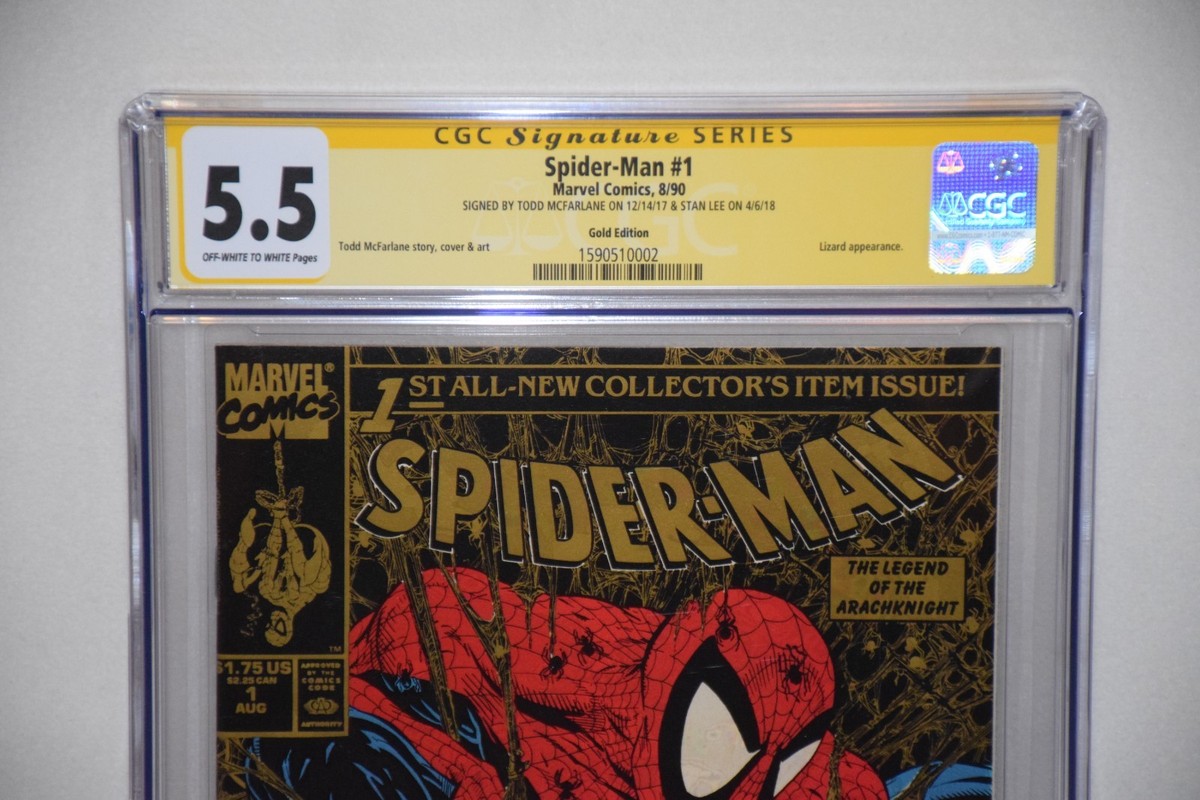 CGC Signature SERIES
5.5
OFF-WHITE TO WHITE Pages
Spider-Man #1
Marvel Comics, 8/90
SIGNED BY TODD MCFARLANE ON 12/14/17 & STAN LEE ON 4/6/18
Gold Edition
Todd McFarlane story, cover & art
1590510002
Lizard appearance.
CGC
CGC
MARVEL®
COMICS
1ST ALL-NEW COLLECTOR'S ITEM ISSUE!
SPIDER-MAN
THE LEGEND
OF THE
ARACHKNIGHT
TM
$1.75 US
$2.25 CAN
1
AUG
APPROVED
BY THE
COMICS
CODE
AUTHORITY